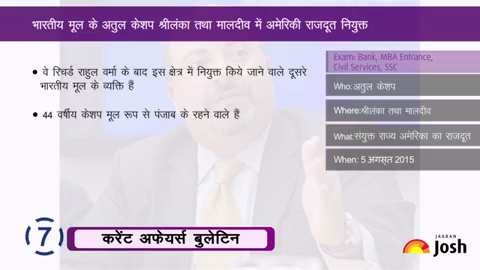 भारतीय मूल के अतुल केशप श्रीलंका तथा मालदीव में अमेरिकी राजदूत नियुक्त
• वे रिचर्ड राहुल वर्मा के बाद इस क्षेत्र में नियुक्त किये जाने वाले दूसरे
भारतीय मूल के व्यक्ति हैं
• 44 वर्षीय केशप मूल रूप से पंजाब के रहने वाले हैं
Exam: Bank, MBA Entrance,
Civil Services, SSC
Who:अतुल केशप
Where:श्रीलंका तथा मालदीव
What:संयुक्त राज्य अमेरिका का राजदूत
When: 5 अगस्त 2015
7 करेंट अफेयर्स बुलेटिन
JAGRAN
Josh